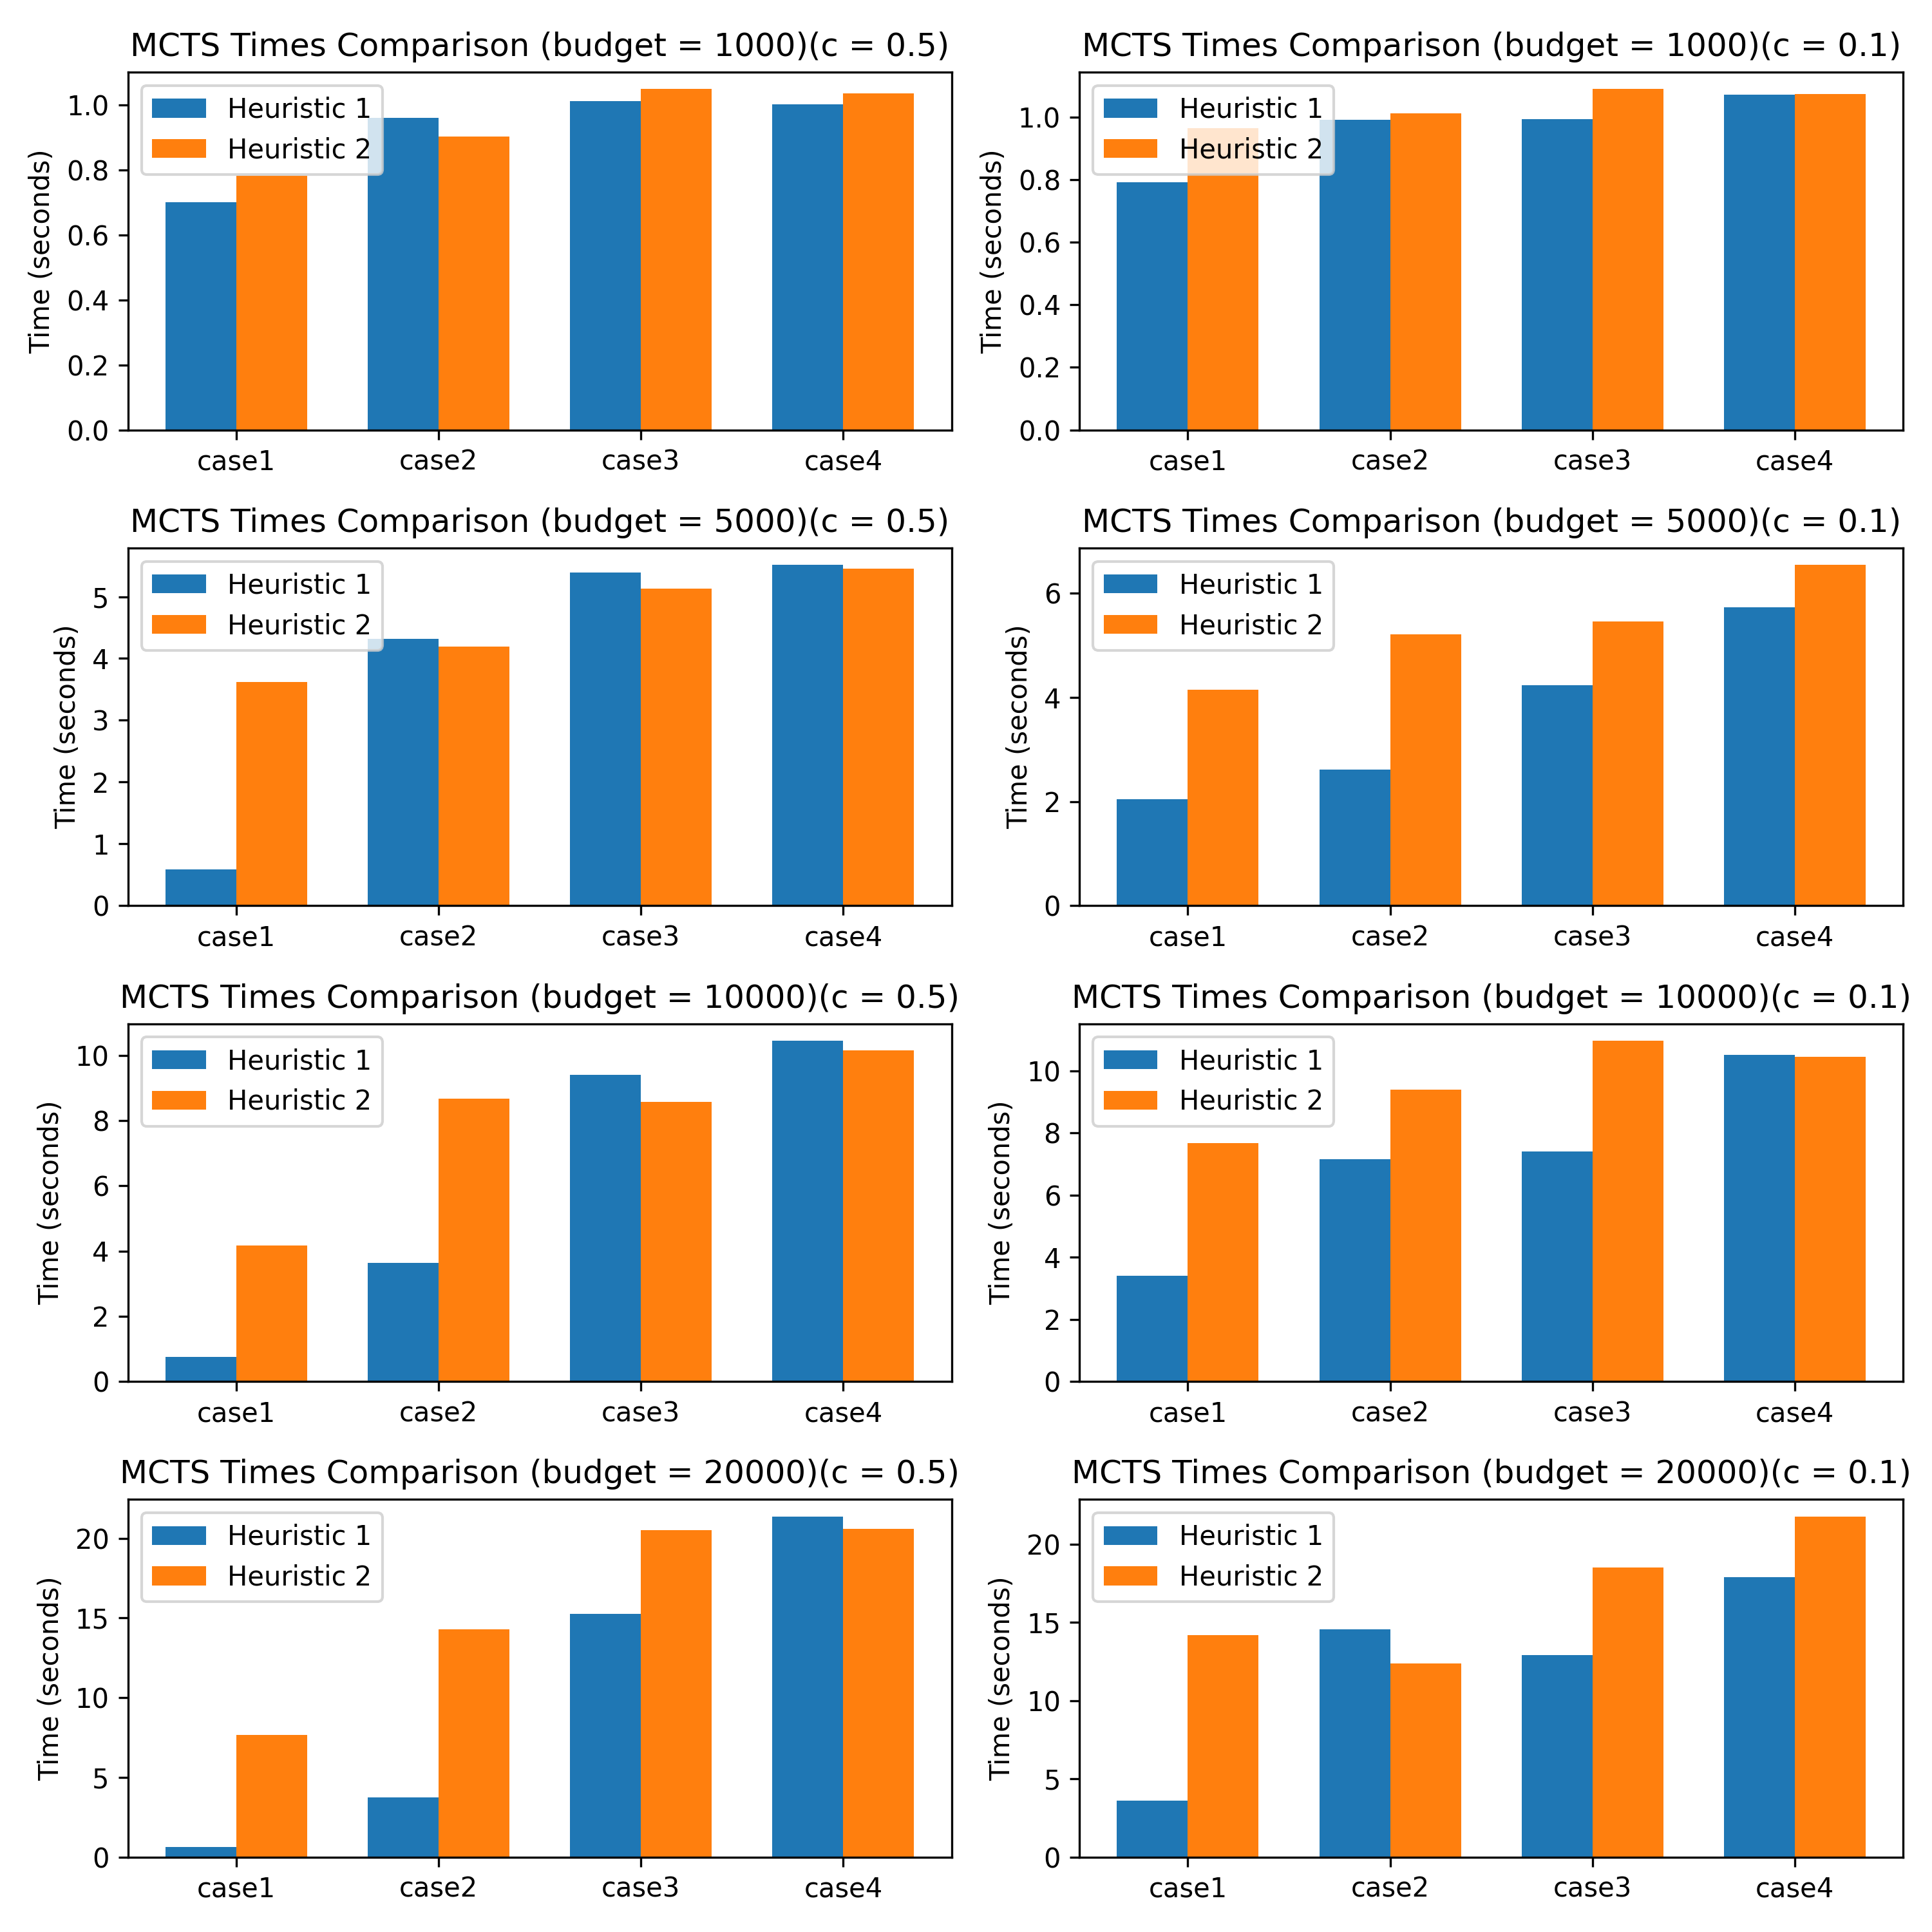 MCTS Times Comparison (budget = 1000)(c = 0.5)
Time (seconds)
1.0
0.8
0.6
0.4
0.2
0.0
Heuristic 1
Heuristic 2
case1 case2 case3 case4
MCTS Times Comparison (budget = 1000)(c = 0.1)
Time (seconds)
1.0
0.8
0.6
0.4
0.2
0.0
Heuristic 1
Heuristic 2
case1 case2 case3 case4
MCTS Times Comparison (budget = 5000)(c = 0.5)
Time (seconds)
5
4
3
2
1
0
Heuristic 1
Heuristic 2
case1 case2 case3 case4
MCTS Times Comparison (budget = 5000)(c = 0.1)
Time (seconds)
6
4
2
0
Heuristic 1
Heuristic 2
case1 case2 case3 case4
MCTS Times Comparison (budget = 10000)(c = 0.5)
Time (seconds)
10
8
6
4
2
0
Heuristic 1
Heuristic 2
case1 case2 case3 case4
MCTS Times Comparison (budget = 10000)(c = 0.1)
Time (seconds)
10
8
6
4
2
0
Heuristic 1
Heuristic 2
case1 case2 case3 case4
MCTS Times Comparison (budget = 20000)(c = 0.5)
Time (seconds)
20
15
10
5
0
Heuristic 1
Heuristic 2
case1 case2 case3 case4
MCTS Times Comparison (budget = 20000)(c = 0.1)
Time (seconds)
20
15
10
5
0
Heuristic 1
Heuristic 2
case1 case2 case3 case4